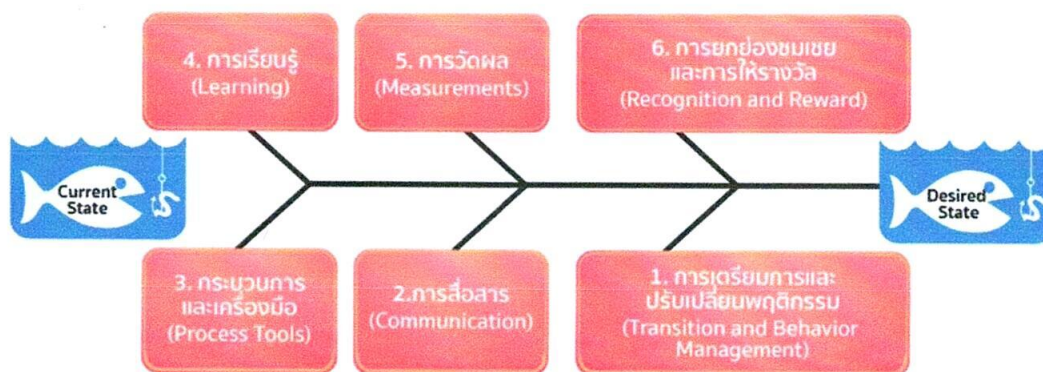 4. การเรียนรู้
(Learning)
5. การวัดผล
(Measurements)
6. การยกย่องชมเชย
และการให้รางวัล
(Recognition and Reward)
Current
State
Desired
State
3. กระบวนการ
และเครื่องมือ
(Process Tools)
2.การสื่อสาร
(Communication)
1. การเตรียมการและ
ปรับเปลี่ยนพฤติกรรม
(Transition and Behavior
Management)